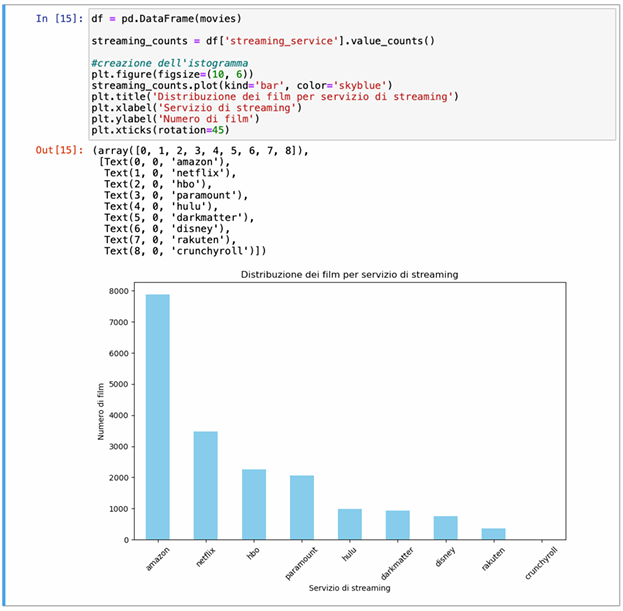 In [15]: df = pd.DataFrame(movies)
streaming_counts = df['streaming_service'].value_counts()
#creazione dell'istogramma
plt.figure(figsize=(10, 6))
streaming_counts.plot(kind='bar', color='skyblue')
plt.title('Distribuzione dei film per servizio di streaming')
plt.xlabel('Servizio di streaming')
plt.ylabel('Numero di film')
plt.xticks(rotation=45)
Out[15]: (array([0, 1, 2, 3, 4, 5, 6, 7, 8]),
[Text(0, 0, 'amazon'),
Text(1, 0, 'netflix'),
Text(2, 0, 'hbo'),
Text(3, 0, 'paramount'),
Text(4, 0, 'hulu'),
Text(5, 0, 'darkmatter'),
Text(6, 0, 'disney'),
Text(7, 0, 'rakuten'),
Text(8, 0, 'crunchyroll')])
Distribuzione dei film per servizio di streaming
Numero di film
8000
7000
6000
5000
4000
3000
2000
1000
0
amazon
netflix
hbo
paramount
hulu
darkmatter
disney
rakuten
crunchyroll
Servizio di streaming